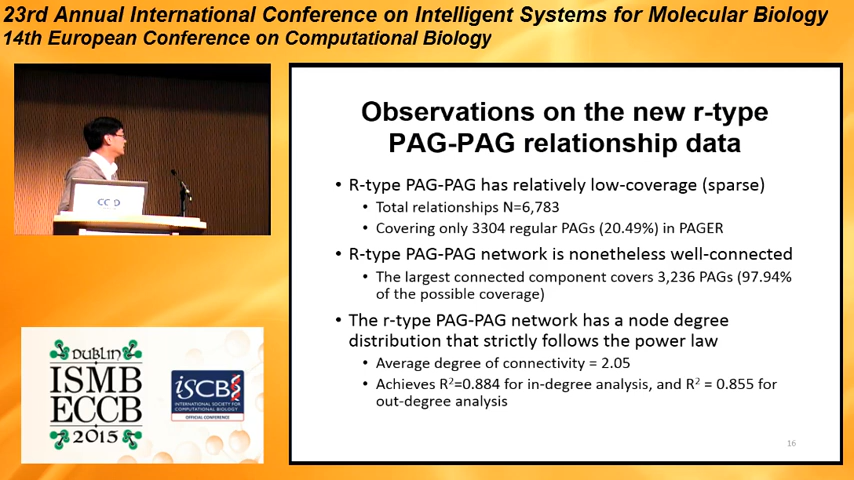 23rd Annual International Conference on Intelligent Systems for Molecular Biology
14th European Conference on Computational Biology
Observations on the new r-type
PAG-PAG relationship data
• R-type PAG-PAG has relatively low-coverage (sparse)
• Total relationships N=6,783
• Covering only 3304 regular PAGs (20.49%) in PAGER
• R-type PAG-PAG network is nonetheless well-connected
• The largest connected component covers 3,236 PAGs (97.94%
of the possible coverage)
• The r-type PAG-PAG network has a node degree
distribution that strictly follows the power law
• Average degree of connectivity = 2.05
• Achieves R²=0.884 for in-degree analysis, and R² = 0.855 for
out-degree analysis
16
DUBLIN
ISMB
ECCB
2015
ISCB
INTERNATIONAL SOCIETY FOR
COMPUTATIONAL BIOLOGY
OFFICIAL CONFERENCE